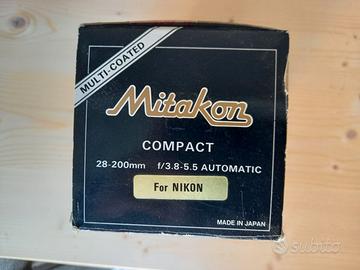 MULTI-COATED
Mitakon
COMPACT
28-200mm f/3.8-5.5 AUTOMATIC
For NIKON
MADE IN JAPAN
subito